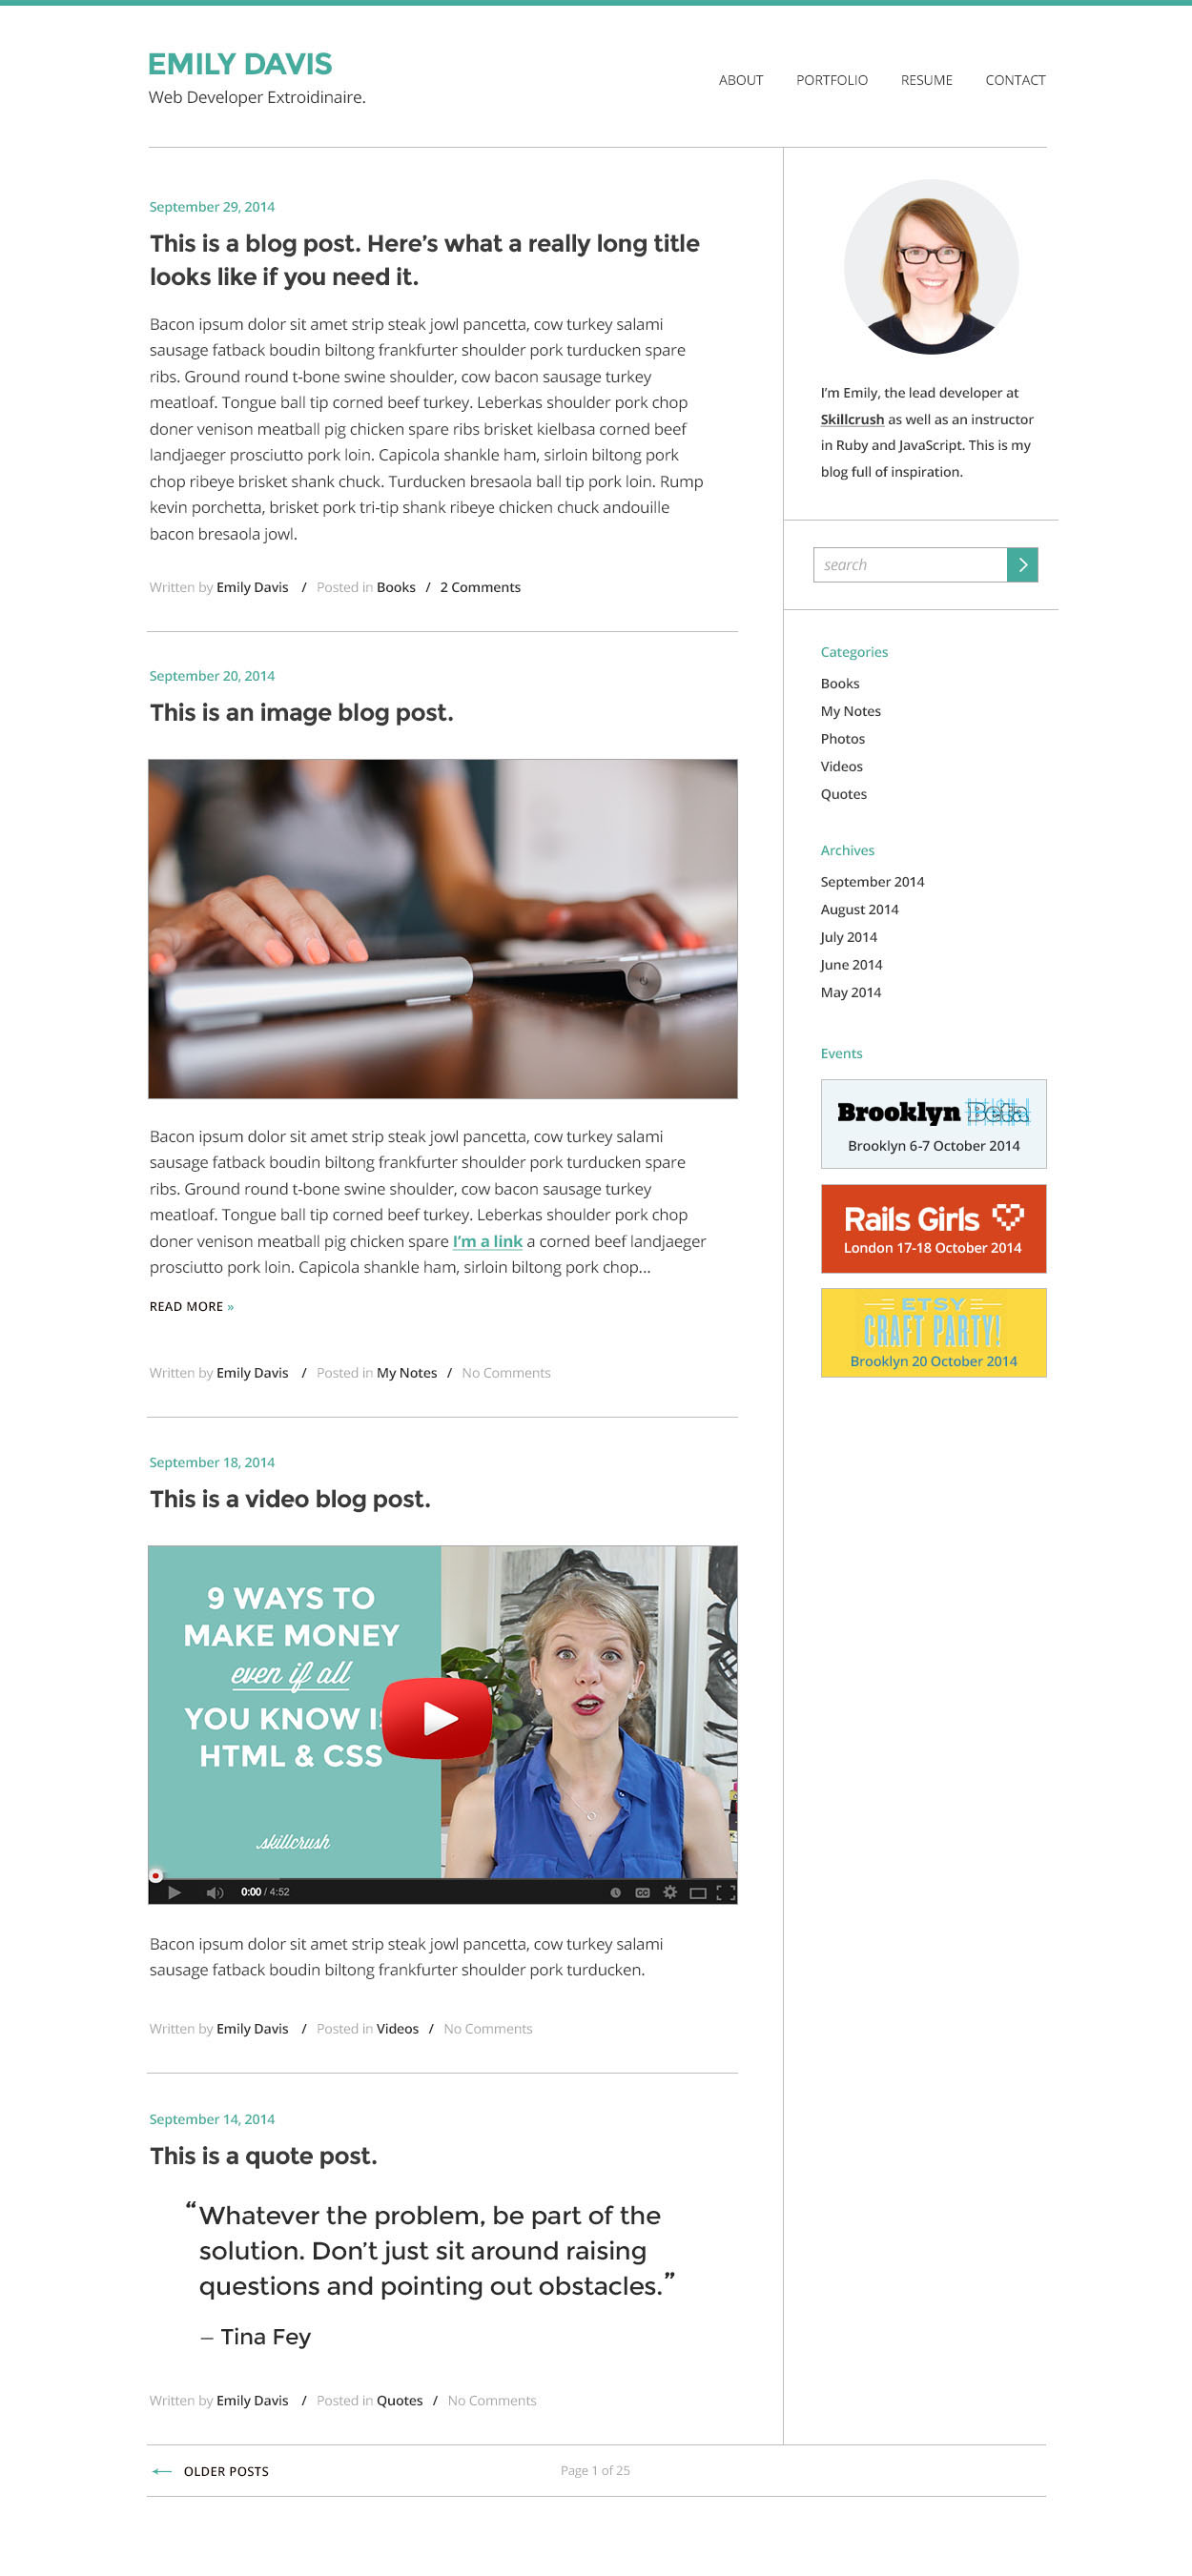 EMILY DAVIS
Web Developer Extroidinaire.
ABOUT PORTFOLIO RESUME CONTACT
September 29, 2014
This is a blog post. Here’s what a really long title
looks like if you need it.
Bacon ipsum dolor sit amet strip steak jowl pancetta, cow turkey salami
sausage fatback boudin biltong frankfurter shoulder pork turducken spare
ribs. Ground round t-bone swine shoulder, cow bacon sausage turkey
meatloaf. Tongue ball tip corned beef turkey. Leberkas shoulder pork chop
doner venison meatball pig chicken spare ribs brisket kielbasa corned beef
landjaeger prosciutto pork loin. Capicola shankle ham, sirloin biltong pork
chop ribeye brisket shank chuck. Turducken bresaola ball tip pork loin. Rump
kevin porchetta, brisket pork tri-tip shank ribeye chicken chuck andouille
bacon bresaola jowl.
Written by Emily Davis / Posted in Books / 2 Comments
September 20, 2014
This is an image blog post.
Bacon ipsum dolor sit amet strip steak jowl pancetta, cow turkey salami
sausage fatback boudin biltong frankfurter shoulder pork turducken spare
ribs. Ground round t-bone swine shoulder, cow bacon sausage turkey
meatloaf. Tongue ball tip corned beef turkey. Leberkas shoulder pork chop
doner venison meatball pig chicken spare I’m a link a corned beef landjaeger
prosciutto pork loin. Capicola shankle ham, sirloin biltong pork chop...
READ MORE »
Written by Emily Davis / Posted in My Notes / No Comments
September 18, 2014
This is a video blog post.
9 WAYS TO
MAKE MONEY
even if all
YOU KNOW
HTML & CSS
skillcrush
0:00 / 4:52
CC
Bacon ipsum dolor sit amet strip steak jowl pancetta, cow turkey salami
sausage fatback boudin biltong frankfurter shoulder pork turducken.
Written by Emily Davis / Posted in Videos / No Comments
September 14, 2014
This is a quote post.
“Whatever the problem, be part of the
solution. Don’t just sit around raising
questions and pointing out obstacles.”
– Tina Fey
Written by Emily Davis / Posted in Quotes / No Comments
I’m Emily, the lead developer at
Skillcrush as well as an instructor
in Ruby and JavaScript. This is my
blog full of inspiration.
search
Categories
Books
My Notes
Photos
Videos
Quotes
Archives
September 2014
August 2014
July 2014
June 2014
May 2014
Events
Brooklyn Beta
Brooklyn 6-7 October 2014
Rails Girls
London 17-18 October 2014
ETSY
CRAFT PARTY!
Brooklyn 20 October 2014
← OLDER POSTS
Page 1 of 25